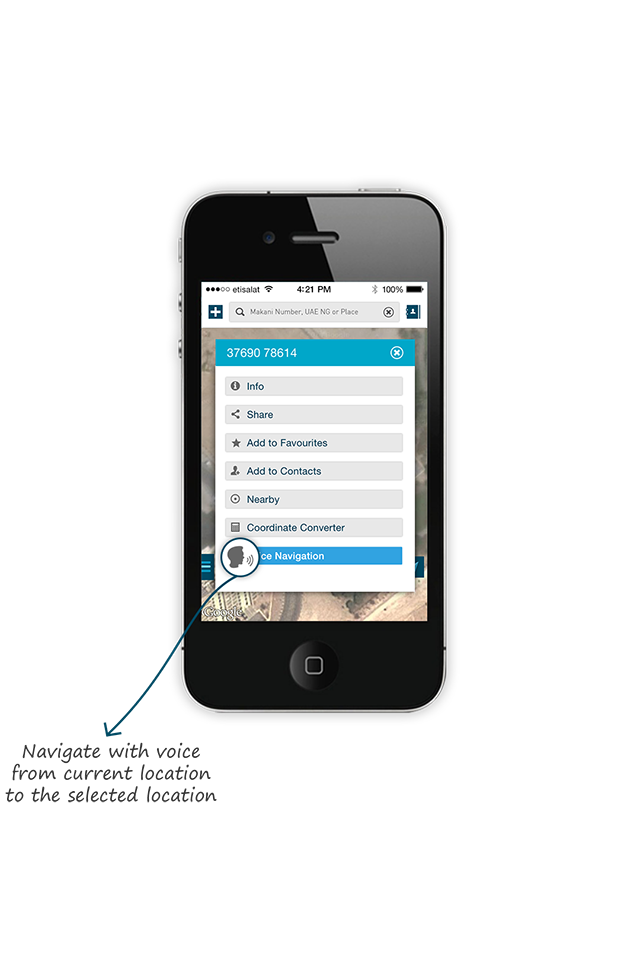 etisalat 4:21 PM 100%
Makani Number, UAE NG or Place
37690 78614
Info
Share
Add to Favourites
Add to Contacts
Nearby
Coordinate Converter
ce Navigation
Google
Navigate with voice
from current location
to the selected location